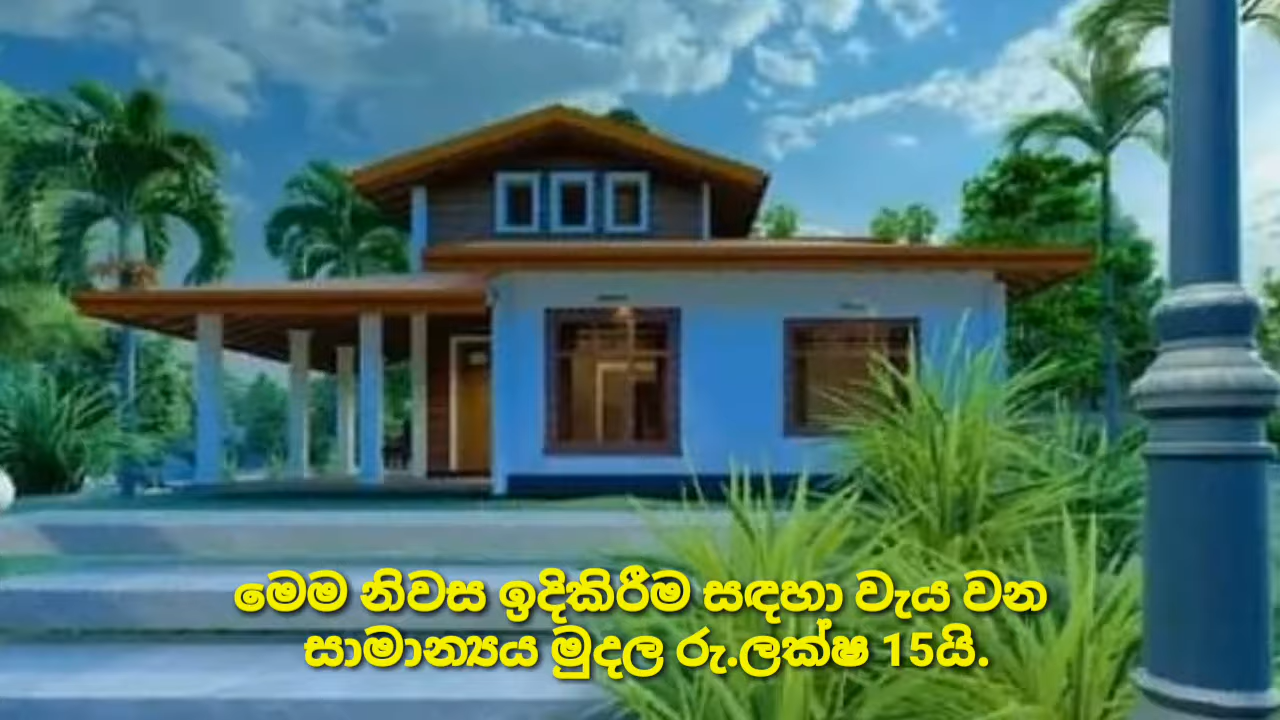 මෙම නිවස ඉදිකිරීම සඳහා වැය වන
සාමාන්‍යය මුදල රු.ලක්ෂ 15යි.